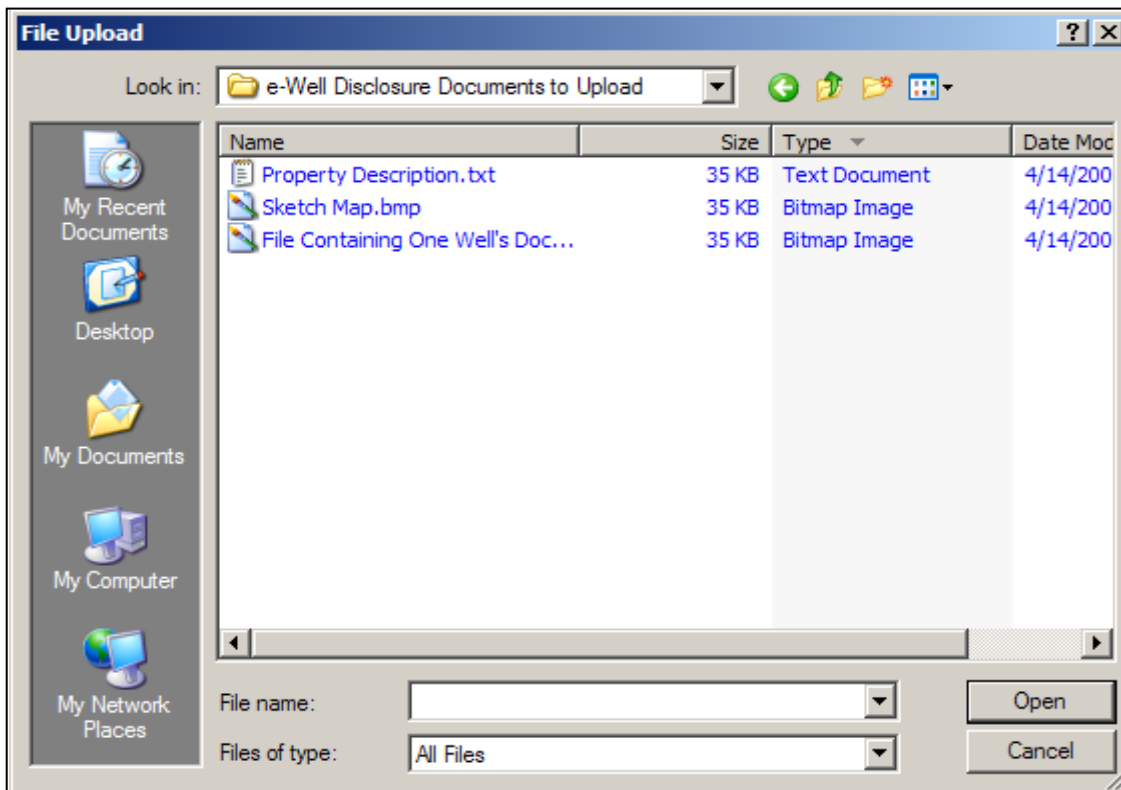 File Upload
Look in: e-Well Disclosure Documents to Upload
My Recent
Documents
Desktop
My Documents
My Computer
My Network
Places
Name Size Type Date Mod
Property Description.txt 35 KB Text Document 4/14/200
Sketch Map.bmp 35 KB Bitmap Image 4/14/200
File Containing One Well's Doc... 35 KB Bitmap Image 4/14/200
File name: Open
Files of type: All Files Cancel